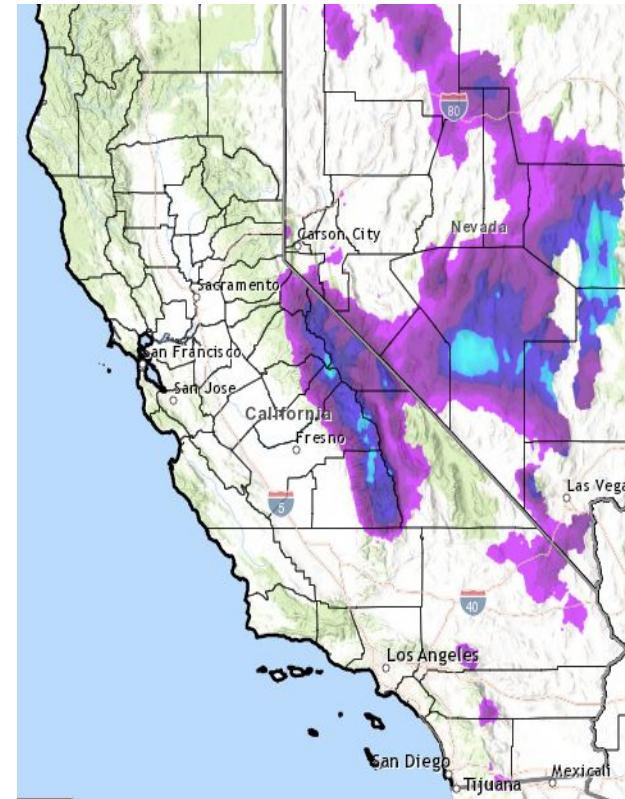 80
Nevada
Carson City
Sacramento
San Francisco
San Jose
California
Fresno
5
Las Vega
40
Los Angeles
San Diego
Tijuana
Mexicali